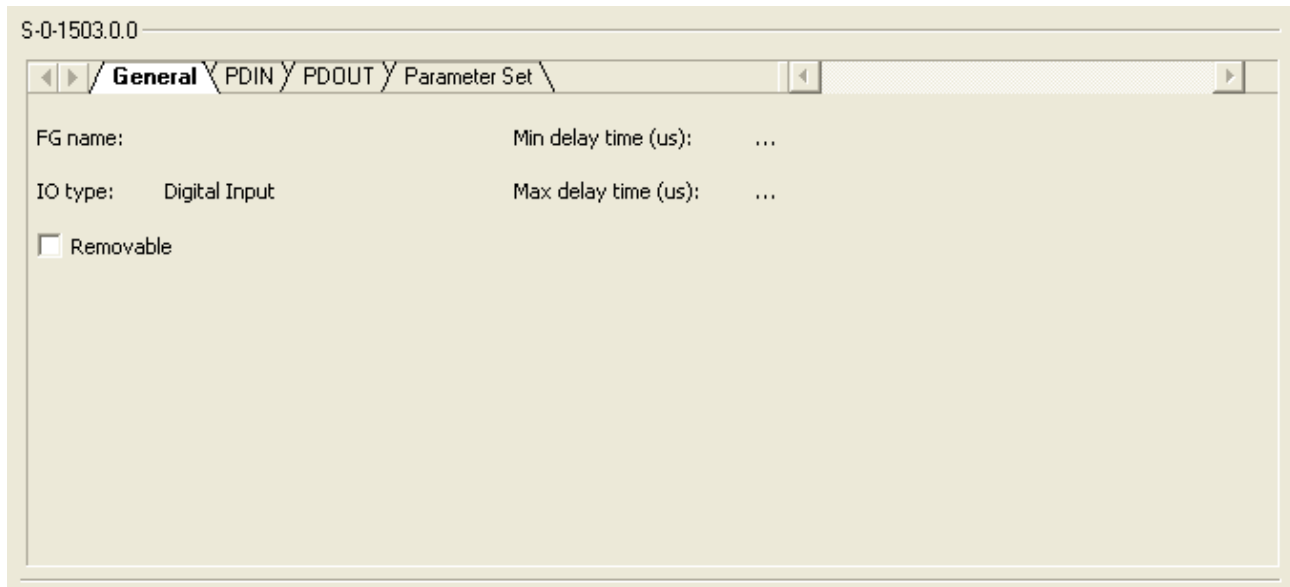 S-0-1503.0.0
General PDIN PDOUT Parameter Set
FG name: Min delay time (us): ...
IO type: Digital Input Max delay time (us): ...
Removable